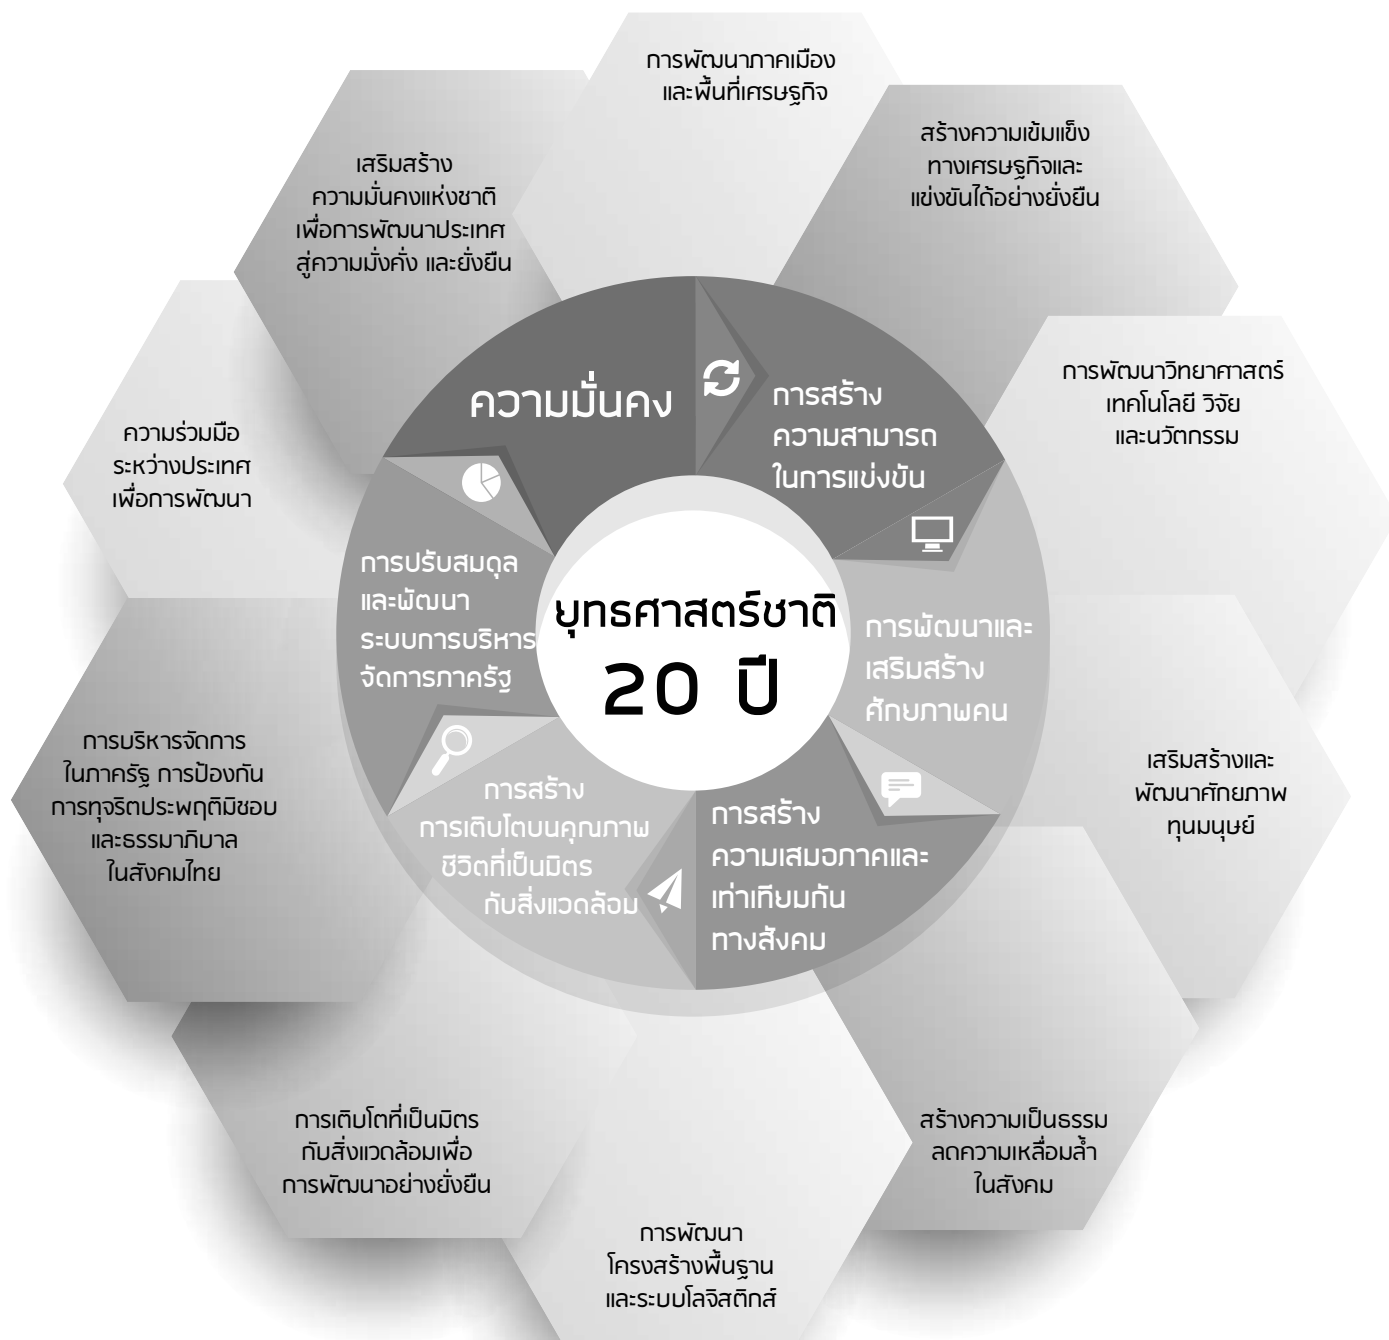 การพัฒนาภาคเมือง
และพื้นที่เศรษฐกิจ
สร้างความเข้มแข็ง
ทางเศรษฐกิจและ
แข่งขันได้อย่างยั่งยืน
การพัฒนาวิทยาศาสตร์
เทคโนโลยี วิจัย
และนวัตกรรม
เสริมสร้างและ
พัฒนาศักยภาพ
ทุนมนุษย์
สร้างความเป็นธรรม
ลดความเหลื่อมล้ำ
ในสังคม
การพัฒนา
โครงสร้างพื้นฐาน
และระบบโลจิสติกส์
การเติบโตที่เป็นมิตร
กับสิ่งแวดล้อมเพื่อ
การพัฒนาอย่างยั่งยืน
การบริหารจัดการ
ในภาครัฐ การป้องกัน
การทุจริตประพฤติมิชอบ
และธรรมาภิบาล
ในสังคมไทย
ความร่วมมือ
ระหว่างประเทศ
เพื่อการพัฒนา
เสริมสร้าง
ความมั่นคงแห่งชาติ
เพื่อการพัฒนาประเทศ
สู่ความมั่งคั่ง และยั่งยืน
ความมั่นคง
การสร้าง
ความสามารถ
ในการแข่งขัน
การพัฒนาและ
เสริมสร้าง
ศักยภาพคน
การสร้าง
ความเสมอภาคและ
เท่าเทียมกัน
ทางสังคม
การสร้าง
การเติบโตบนคุณภาพ
ชีวิตที่เป็นมิตร
กับสิ่งแวดล้อม
การปรับสมดุล
และพัฒนา
ระบบการบริหาร
จัดการภาครัฐ
ยุทธศาสตร์ชาติ
20 ปี